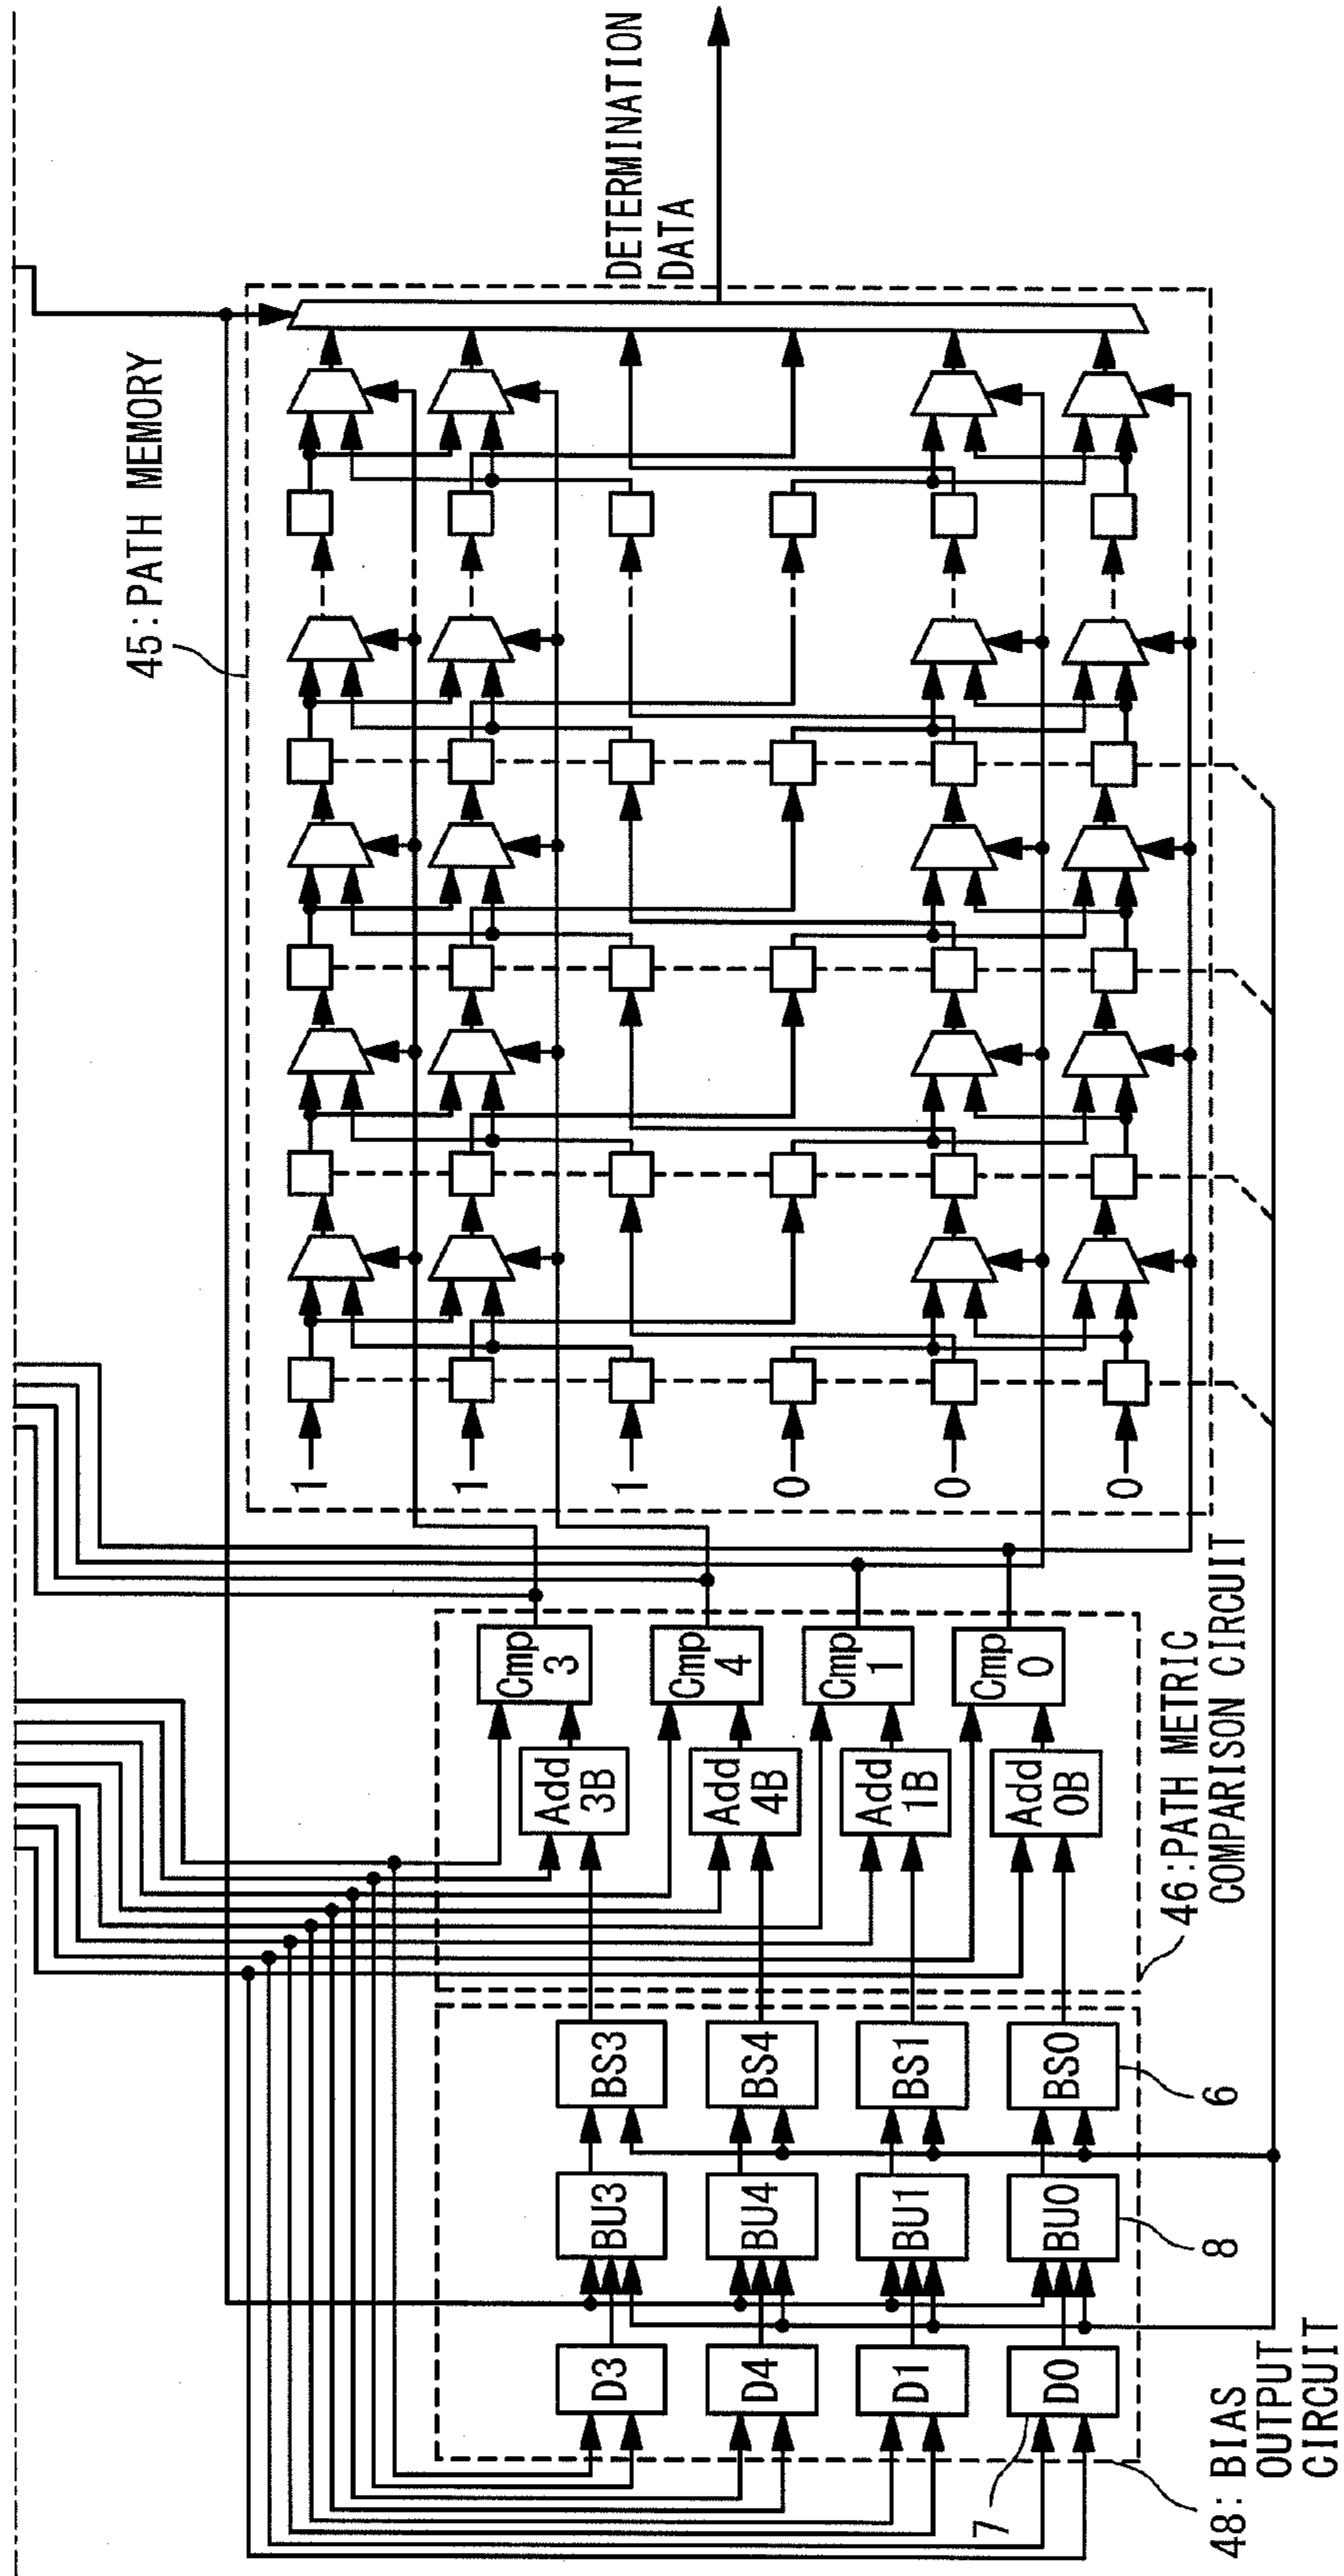 DETERMINATION
DATA
45:PATH MEMORY
1
1
1
0
0
0
Cmp
3
Cmp
4
Cmp
1
Cmp
0
Add
3B
Add
4B
Add
1B
Add
0B
46:PATH METRIC
COMPARISON CIRCUIT
BS3
BS4
BS1
BS0
6
BU3
BU4
BU1
BU0
8
D3
D4
D1
D0
7
48:BIAS
OUTPUT
CIRCUIT